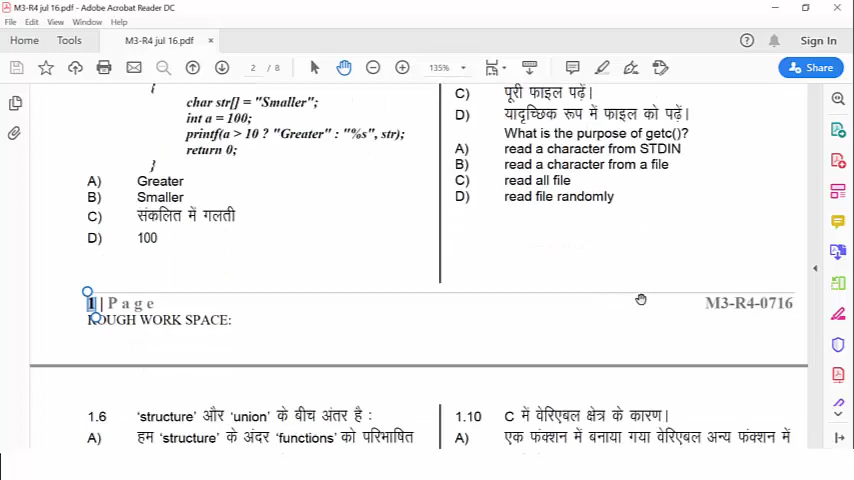 M3-R4 jul 16.pdf - Adobe Acrobat Reader DC
File Edit View Window Help
Home Tools M3-R4 jul 16.pdf × Sign In
2 / 8 135% Share
{
char str[] = "Smaller";
int a = 100;
printf(a > 10 ? "Greater" : "%s", str);
return 0;
}
A) Greater
B) Smaller
C) संकलित में गलती
D) 100
C) पूरी फाइल पढ़ें।
D) यादृच्छिक रूप में फाइल को पढ़ें।
What is the purpose of getc()?
A) read a character from STDIN
B) read a character from a file
C) read all file
D) read file randomly
1 | P a g e M3-R4-0716
ROUGH WORK SPACE:
1.6 ‘structure’ और ‘union’ के बीच अंतर है :
A) हम ‘structure’ के अंदर ‘functions’ को परिभाषित
1.10 C में वेरिएबल क्षेत्र के कारण।
A) एक फंक्शन में बनाया गया वेरिएबल अन्य फंक्शन में